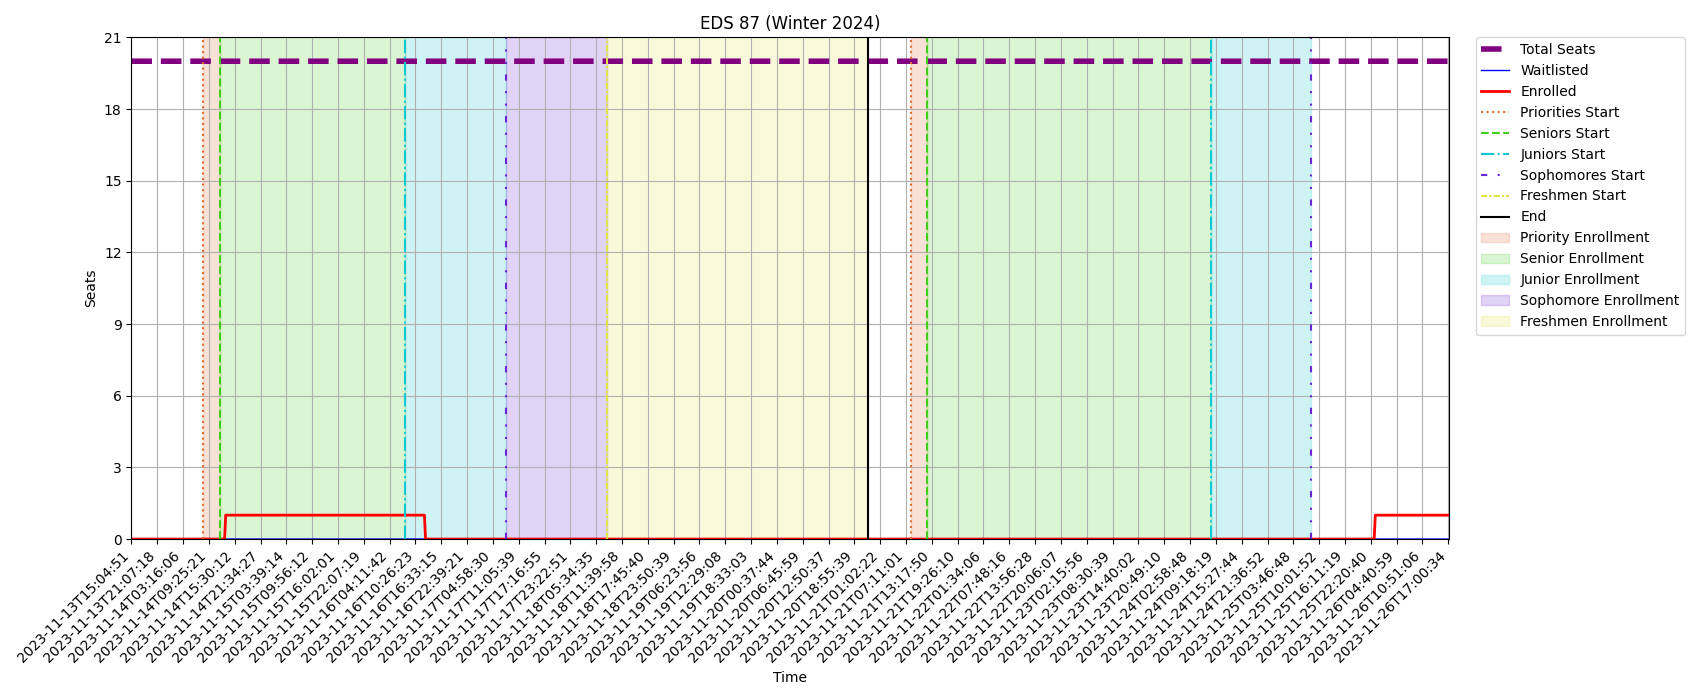 EDS 87 (Winter 2024)
21
18
15
12
9
6
3
0
Seats
2023-11-13T15:04:51
2023-11-13T21:07:18
2023-11-14T03:16:06
2023-11-14T09:25:21
2023-11-14T15:30:12
2023-11-14T21:34:27
2023-11-15T03:39:14
2023-11-15T09:56:12
2023-11-15T16:02:01
2023-11-15T22:07:19
2023-11-16T04:11:42
2023-11-16T10:26:23
2023-11-16T16:33:15
2023-11-16T22:39:21
2023-11-17T04:58:30
2023-11-17T11:05:39
2023-11-17T17:16:55
2023-11-17T23:22:51
2023-11-18T05:34:35
2023-11-18T11:39:58
2023-11-18T17:45:40
2023-11-18T23:50:39
2023-11-19T06:23:56
2023-11-19T12:29:08
2023-11-19T18:33:03
2023-11-20T00:37:44
2023-11-20T06:45:59
2023-11-20T12:50:37
2023-11-20T18:55:39
2023-11-21T01:02:22
2023-11-21T07:11:01
2023-11-21T13:17:50
2023-11-21T19:26:10
2023-11-22T01:34:06
2023-11-22T07:48:16
2023-11-22T13:56:28
2023-11-22T20:06:07
2023-11-23T02:15:56
2023-11-23T08:30:39
2023-11-23T14:40:02
2023-11-23T20:49:10
2023-11-24T02:58:48
2023-11-24T09:18:19
2023-11-24T15:27:44
2023-11-24T21:36:52
2023-11-25T03:46:48
2023-11-25T10:01:52
2023-11-25T16:11:19
2023-11-25T22:20:40
2023-11-26T04:40:59
2023-11-26T10:51:06
2023-11-26T17:00:34
Time
Total Seats
Waitlisted
Enrolled
Priorities Start
Seniors Start
Juniors Start
Sophomores Start
Freshmen Start
End
Priority Enrollment
Senior Enrollment
Junior Enrollment
Sophomore Enrollment
Freshmen Enrollment